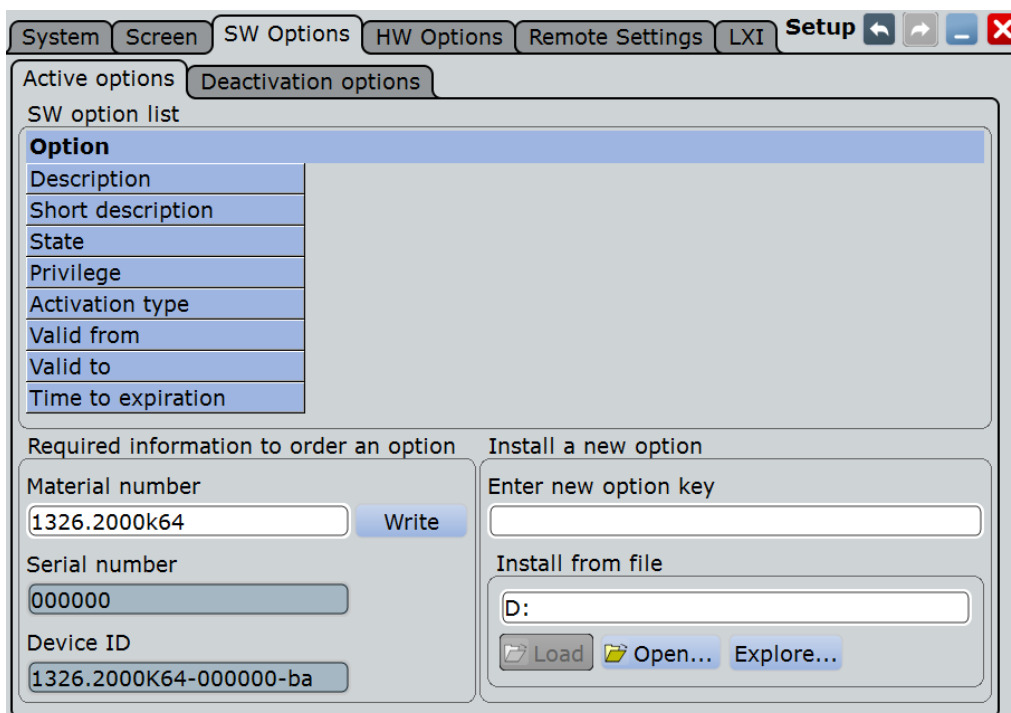 System Screen SW Options HW Options Remote Settings LXI Setup
Active options Deactivation options
SW option list
Option
Description
Short description
State
Privilege
Activation type
Valid from
Valid to
Time to expiration
Required information to order an option
Material number
1326.2000k64 Write
Serial number
000000
Device ID
1326.2000K64-000000-ba
Install a new option
Enter new option key
Install from file
D:
Load Open... Explore...